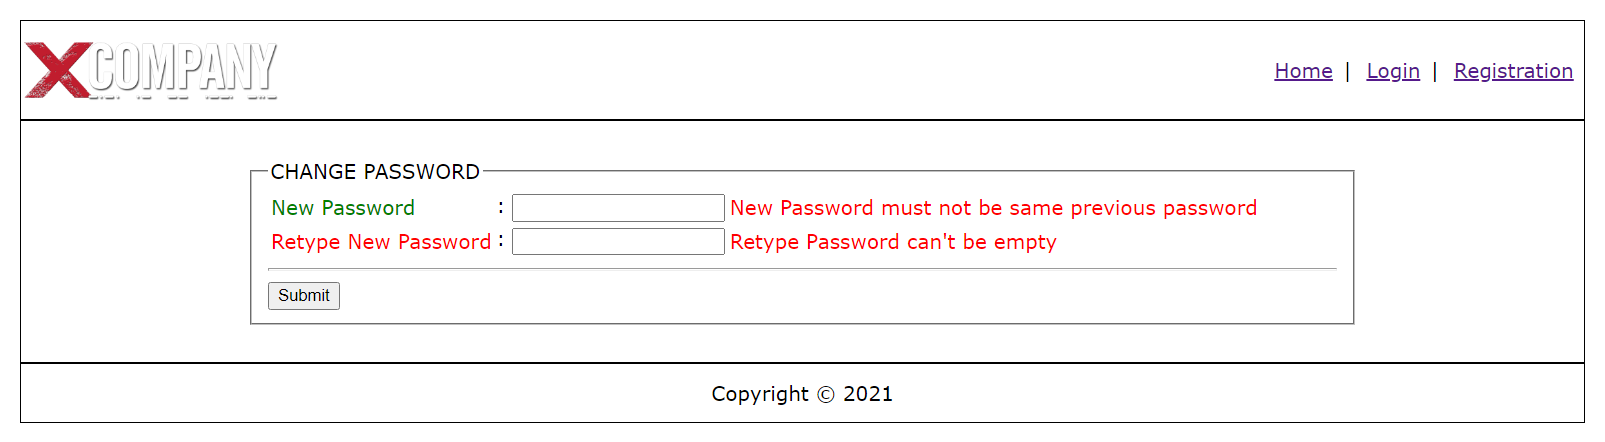 XCOMPANY
Home | Login | Registration
CHANGE PASSWORD
New Password : New Password must not be same previous password
Retype New Password : Retype Password can't be empty
Submit
Copyright © 2021